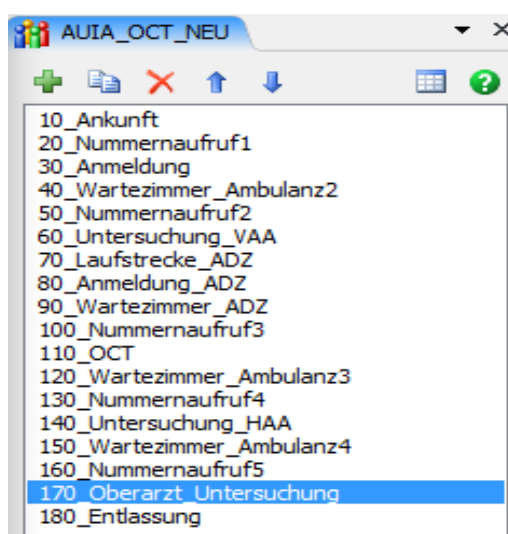 AUIA_OCT_NEU
10_Ankunft
20_Nummernaufruf1
30_Anmeldung
40_Wartezimmer_Ambulanz2
50_Nummernaufruf2
60_Untersuchung_VAA
70_Laufstrecke_ADZ
80_Anmeldung_ADZ
90_Wartezimmer_ADZ
100_Nummernaufruf3
110_OCT
120_Wartezimmer_Ambulanz3
130_Nummernaufruf4
140_Untersuchung_HAA
150_Wartezimmer_Ambulanz4
160_Nummernaufruf5
170_Oberarzt_Untersuchung
180_Entlassung